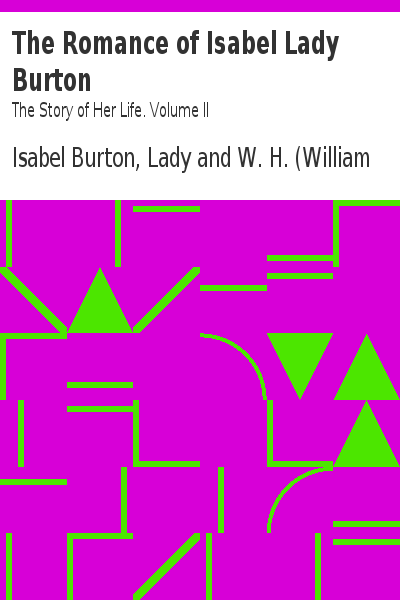 The Romance of Isabel Lady
Burton
The Story of Her Life. Volume II
Isabel Burton, Lady and W. H. (William